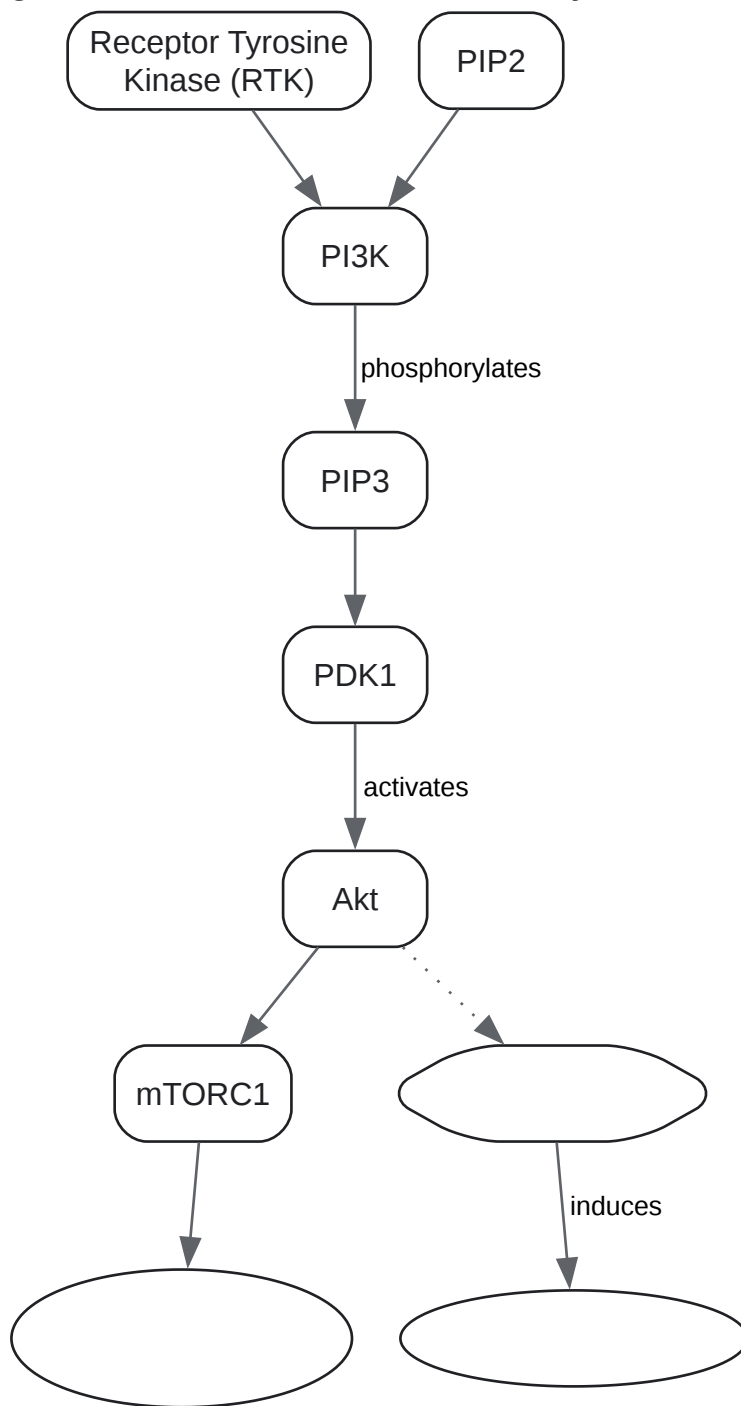 Receptor Tyrosine
Kinase (RTK)
PIP2
PI3K
phosphorylates
PIP3
PDK1
activates
Akt
mTORC1
induces